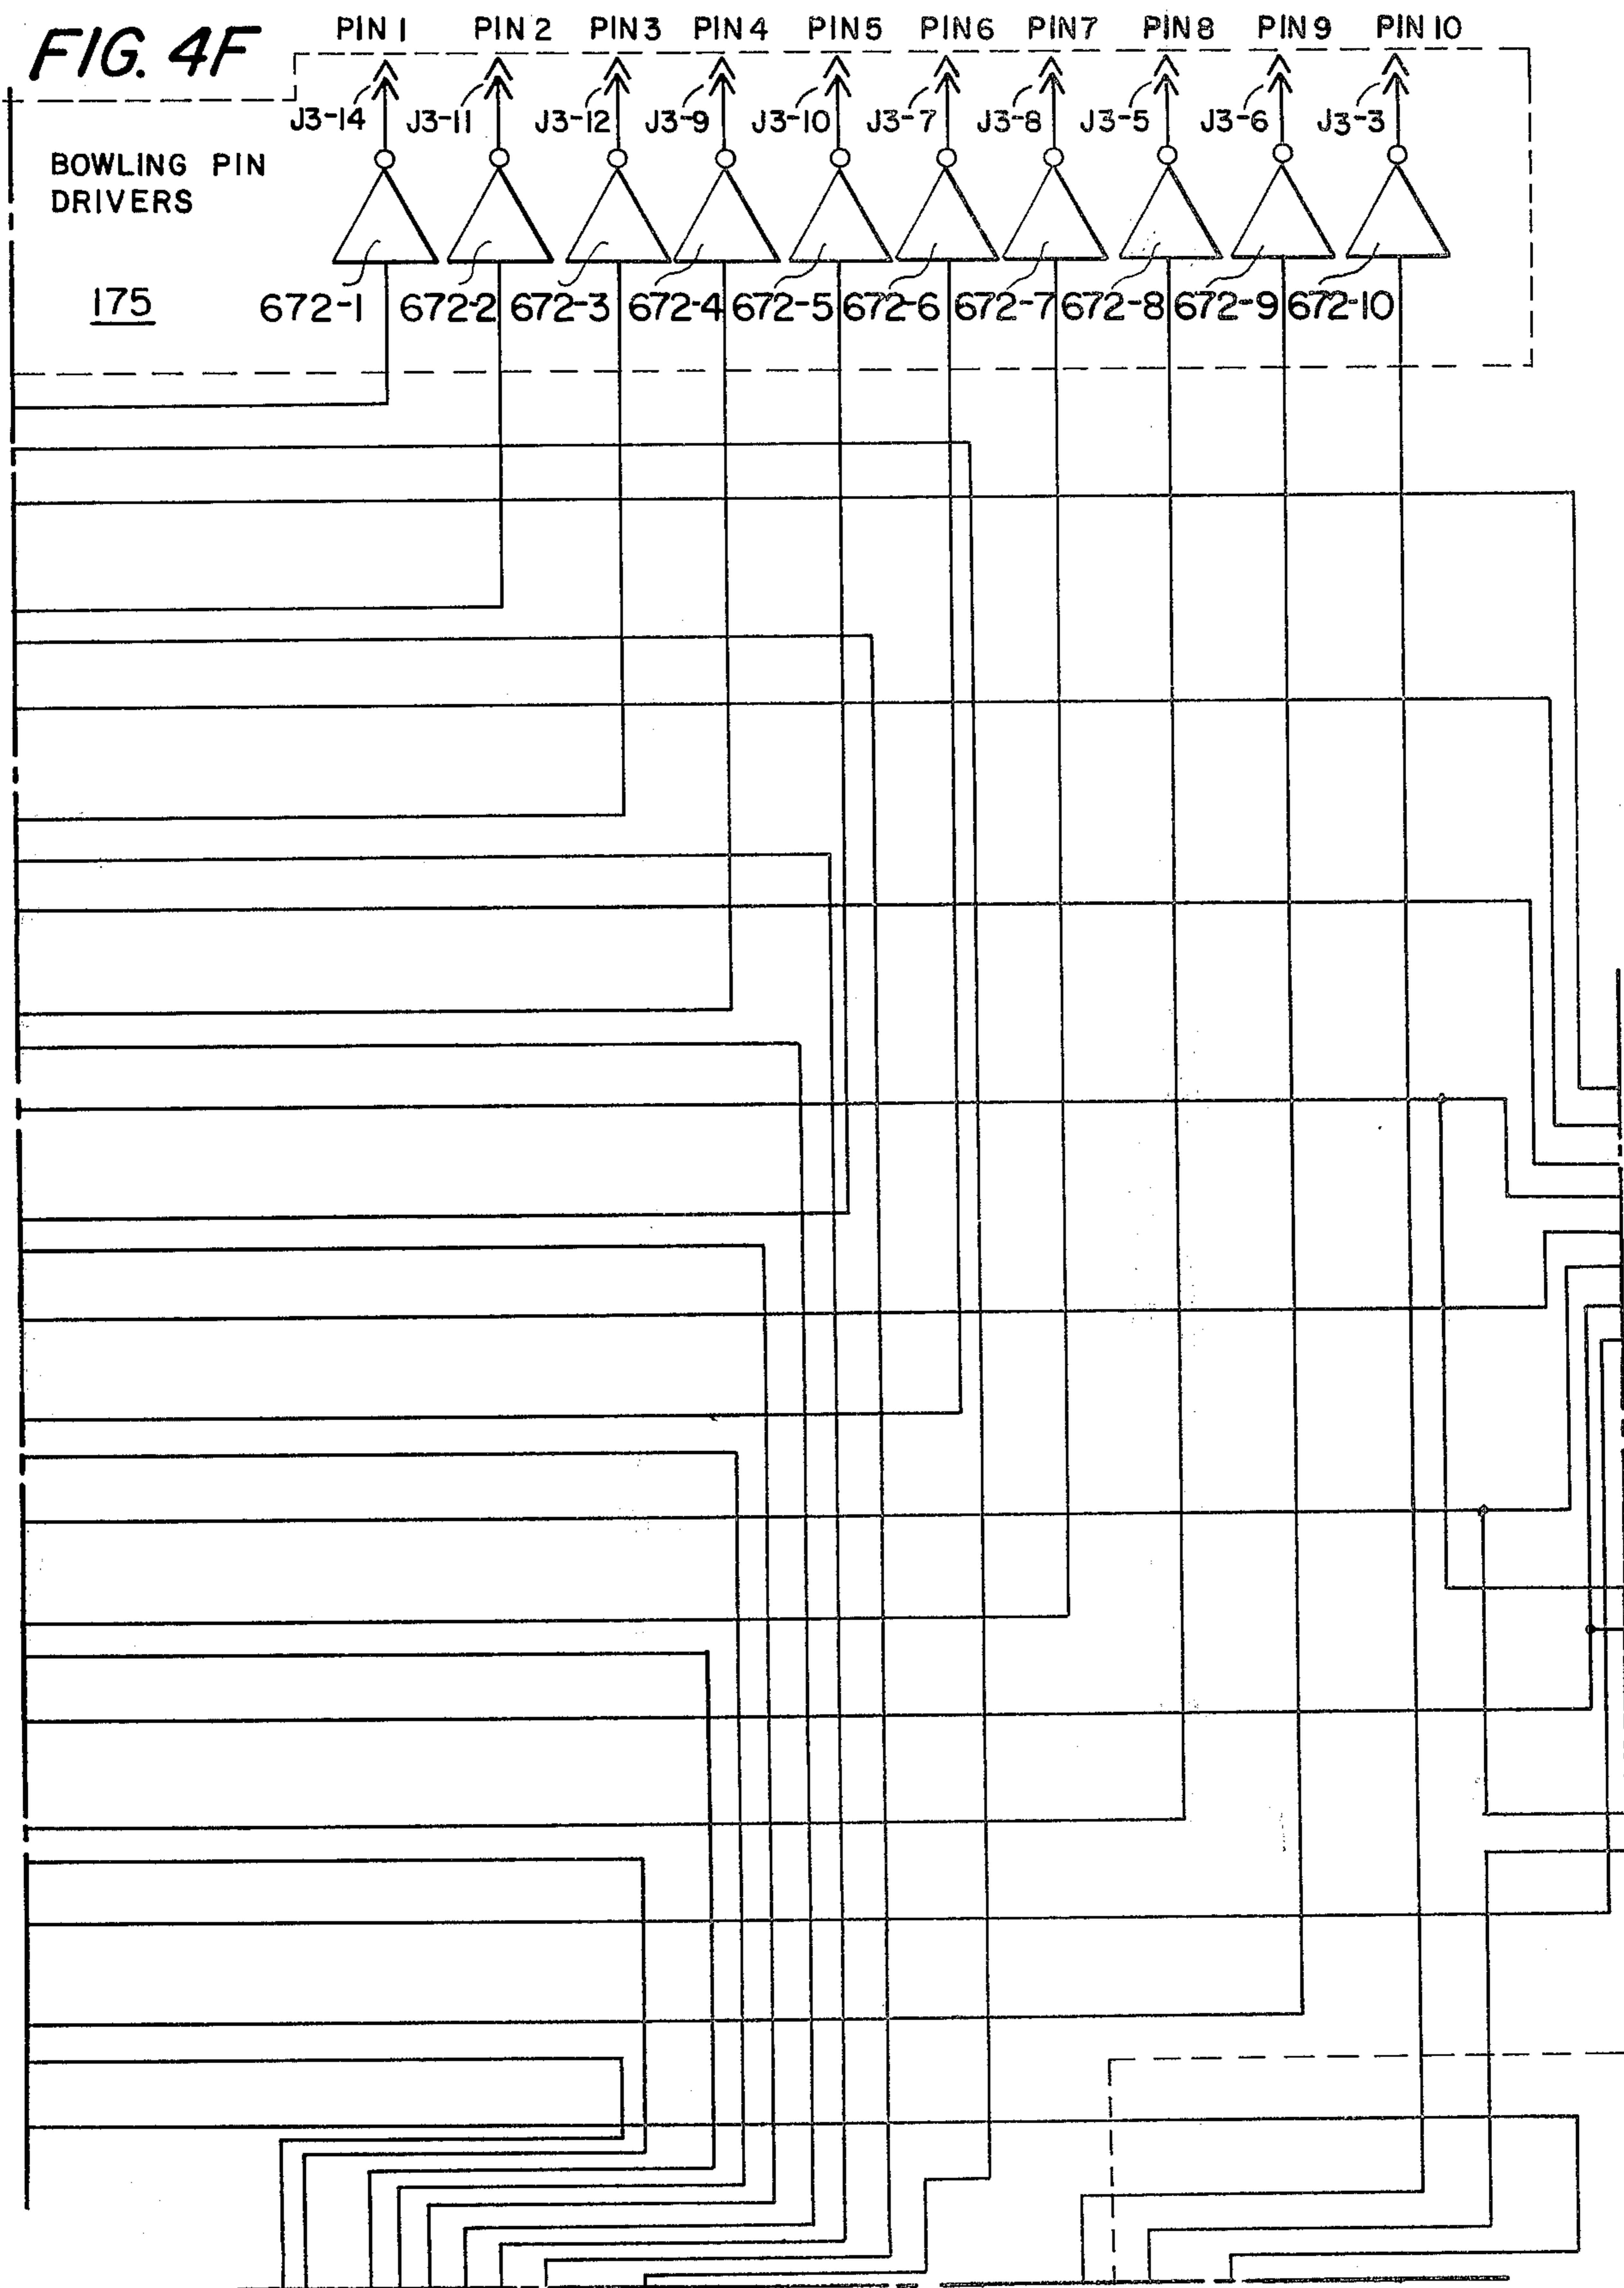 FIG. 4F
PIN 1 PIN 2 PIN 3 PIN 4 PIN 5 PIN 6 PIN 7 PIN 8 PIN 9 PIN 10
J3-14 J3-11 J3-12 J3-9 J3-10 J3-7 J3-8 J3-5 J3-6 J3-3
BOWLING PIN
DRIVERS
175
672-1 672-2 672-3 672-4 672-5 672-6 672-7 672-8 672-9 672-10